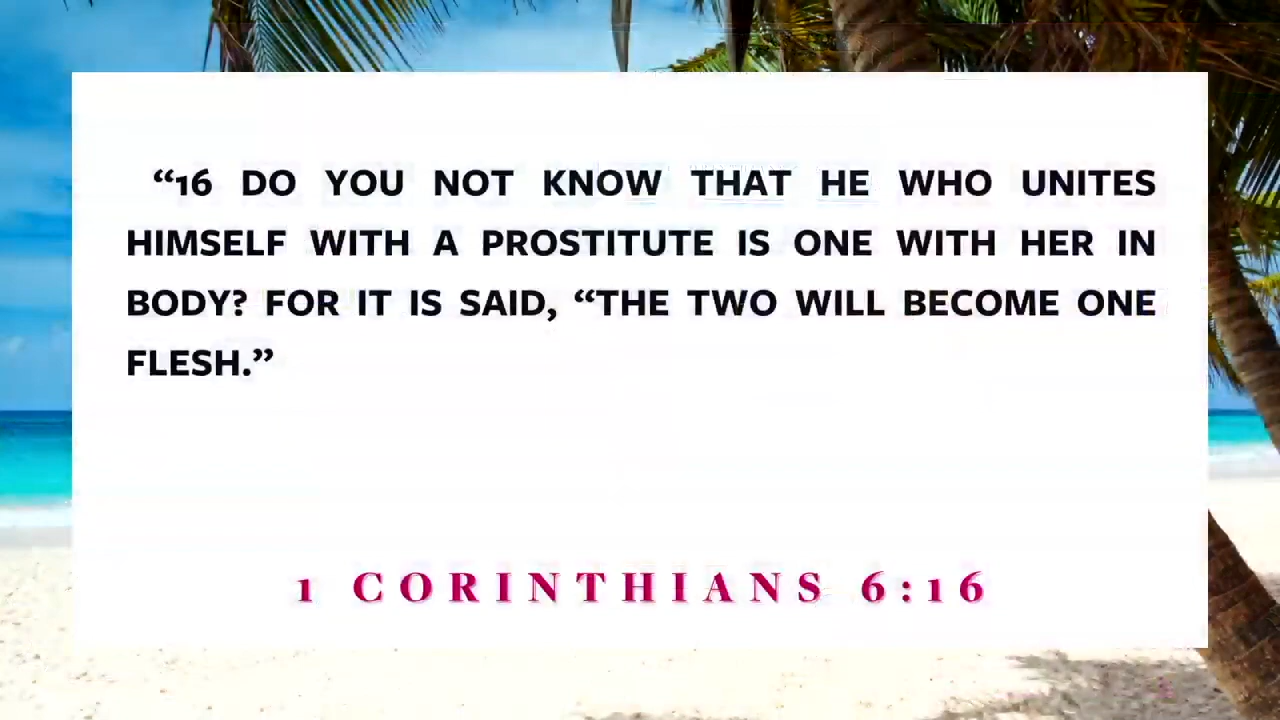 “16 DO YOU NOT KNOW THAT HE WHO UNITES
HIMSELF WITH A PROSTITUTE IS ONE WITH HER IN
BODY? FOR IT IS SAID, “THE TWO WILL BECOME ONE
FLESH.”
1 CORINTHIANS 6:16